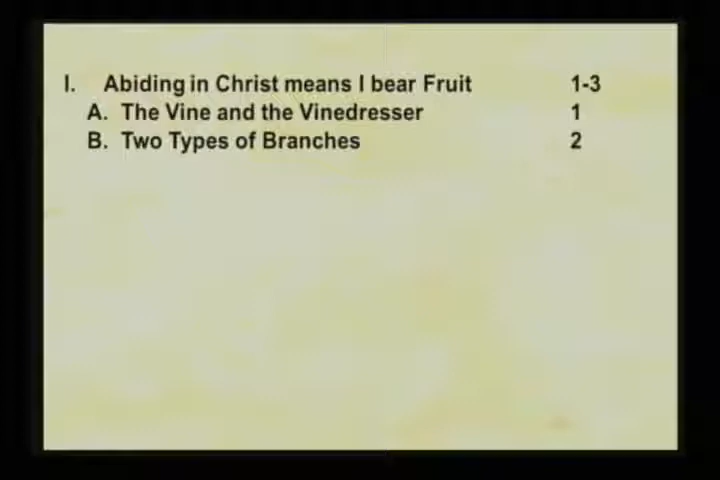 I. Abiding in Christ means I bear Fruit 1-3
A. The Vine and the Vinedresser 1
B. Two Types of Branches 2